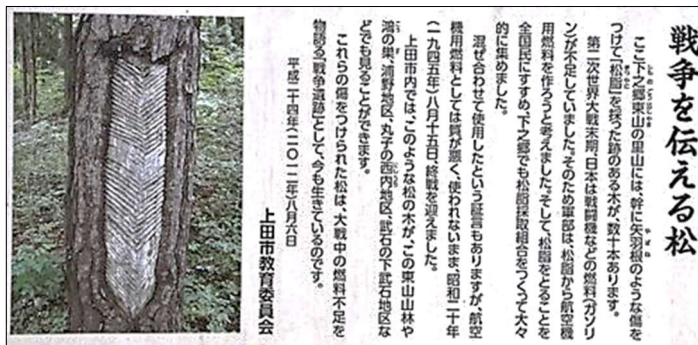 戦争を伝える松
ここ下之郷東山の里山には、幹に矢羽根のような傷を
つけて「松脂」を採った跡のある木が、数十本あります。
第二次世界大戦末期、日本は戦闘機などの燃料(ガソリ
ン)が不足していました。そのため軍部は、松脂から航空機
用燃料を作ろうと考えました。そして、松脂をとることを
全国民にすすめ、下之郷でも松脂採取組合をつくって大々
的に集めました。
混ぜ合わせて使用したという証言もありますが、航空
機用燃料としては質が悪く、使われないまま、昭和二十年
(一九四五年)八月十五日、終戦を迎えました。
上田市内では、このような松の木が、この東山山林や
鴻の巣、浦野地区、丸子の西内地区、武石の下武石地区な
どでも見ることができます。
これらの傷をつけられた松は、大戦中の燃料不足を
物語る「戦争遺跡」として、今も生きているのです。
平成二十四年(二〇一二年)八月六日
上田市教育委員会